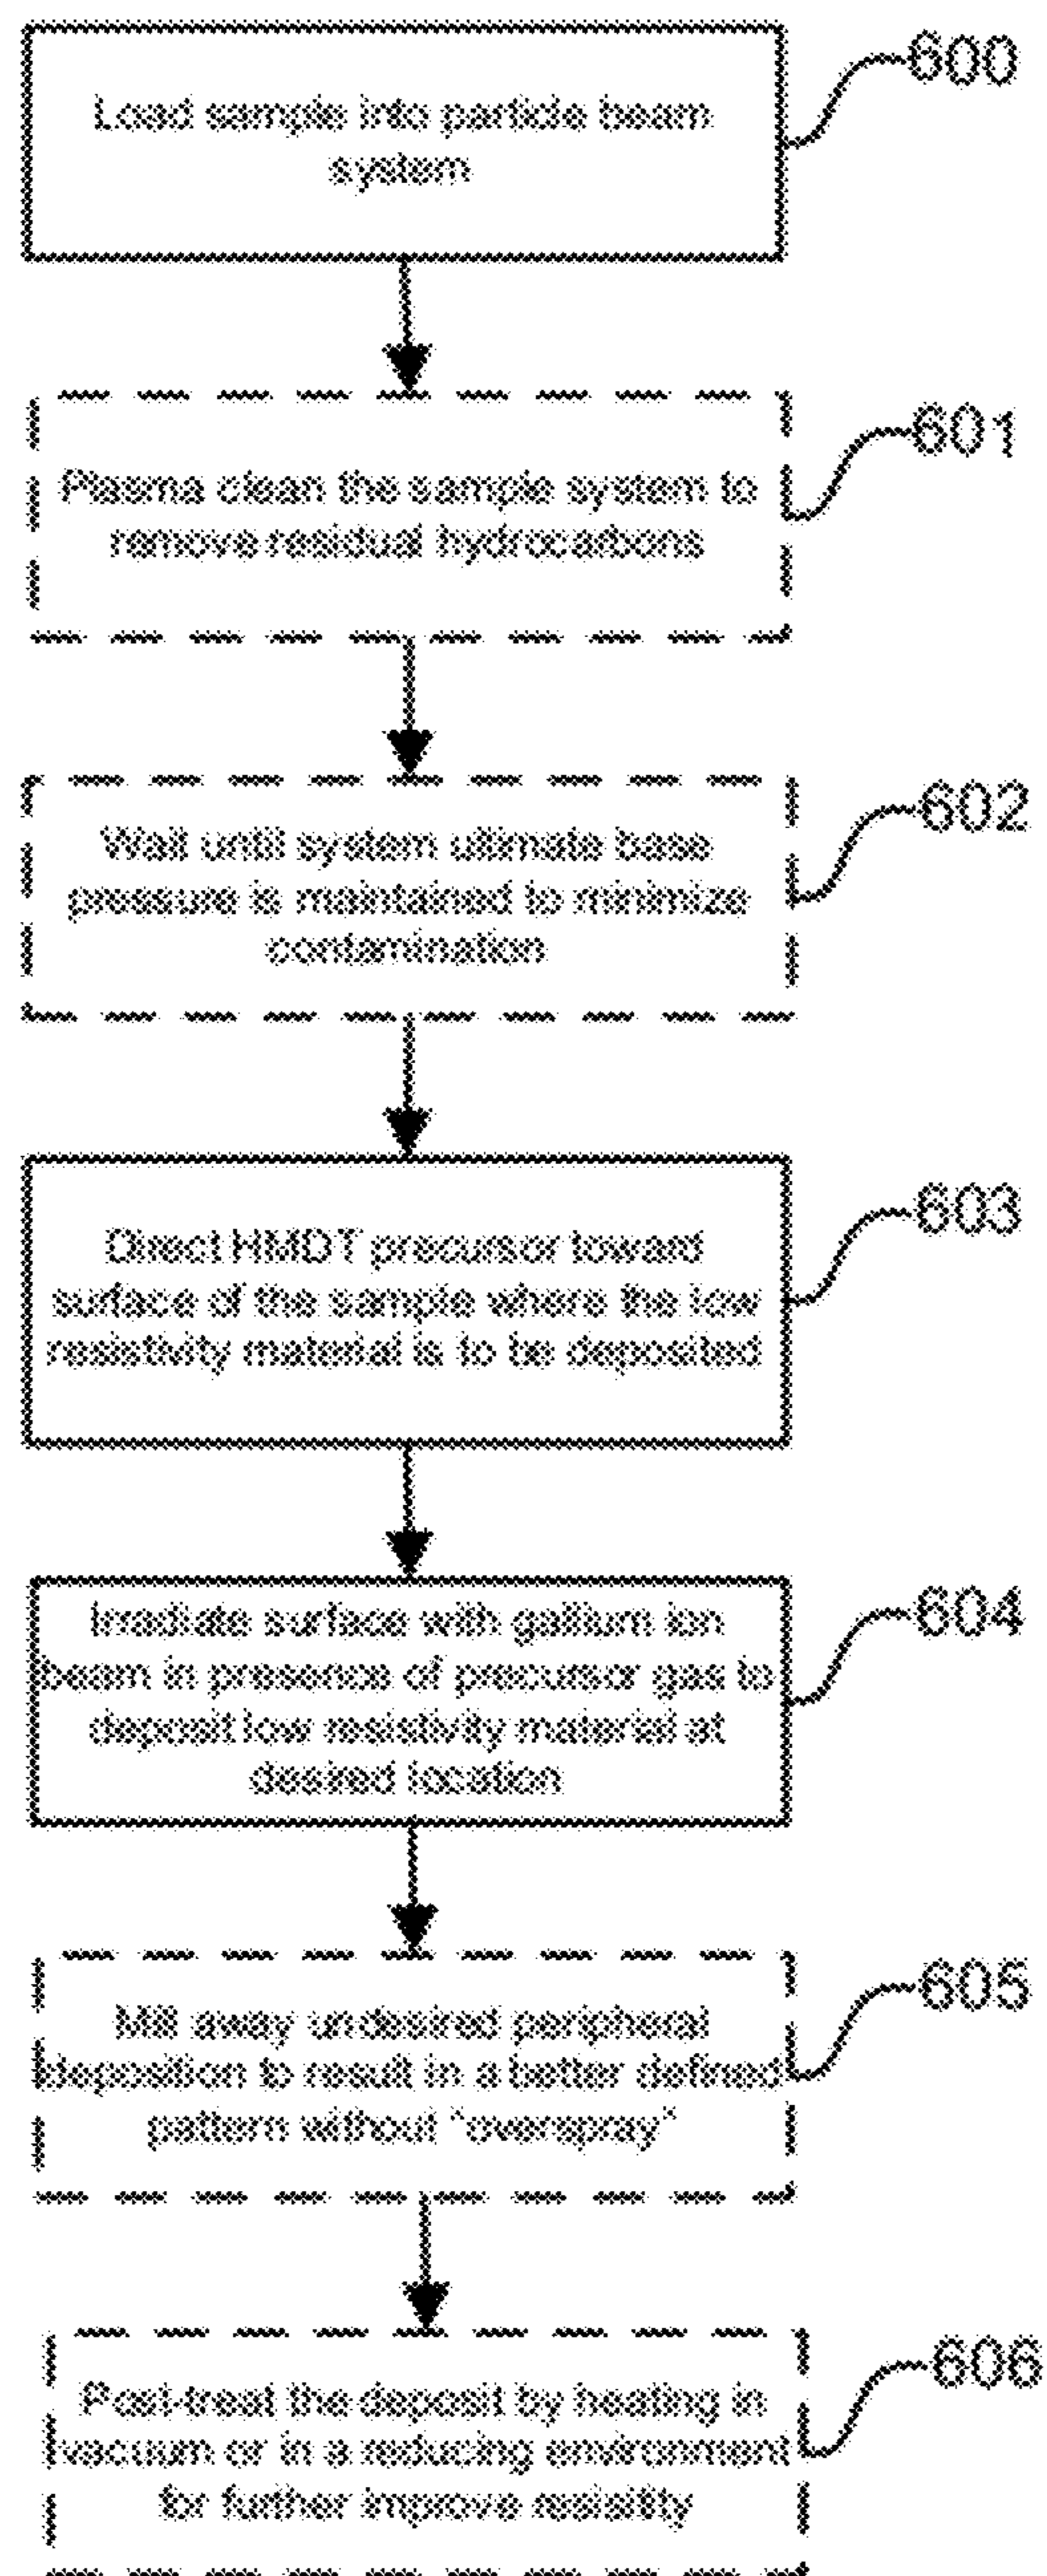 600
Load sample into particle beam
system
601
Plasma clean the sample system to
remove residual hydrocarbons
602
Wait until system ultimate base
pressure is maintained to minimize
contamination
603
Direct HMDT precursor toward
surface of the sample where the low
resistivity material is to be deposited
604
Irradiate surface with gallium ion
beam in presence of precursor gas to
deposit low resistivity material at
desired location
605
Mill away undesired peripheral
deposition to result in a better defined
pattern without "overspray"
606
Post-treat the deposit by heating in
vacuum or in a reducing environment
for further improve resisitity